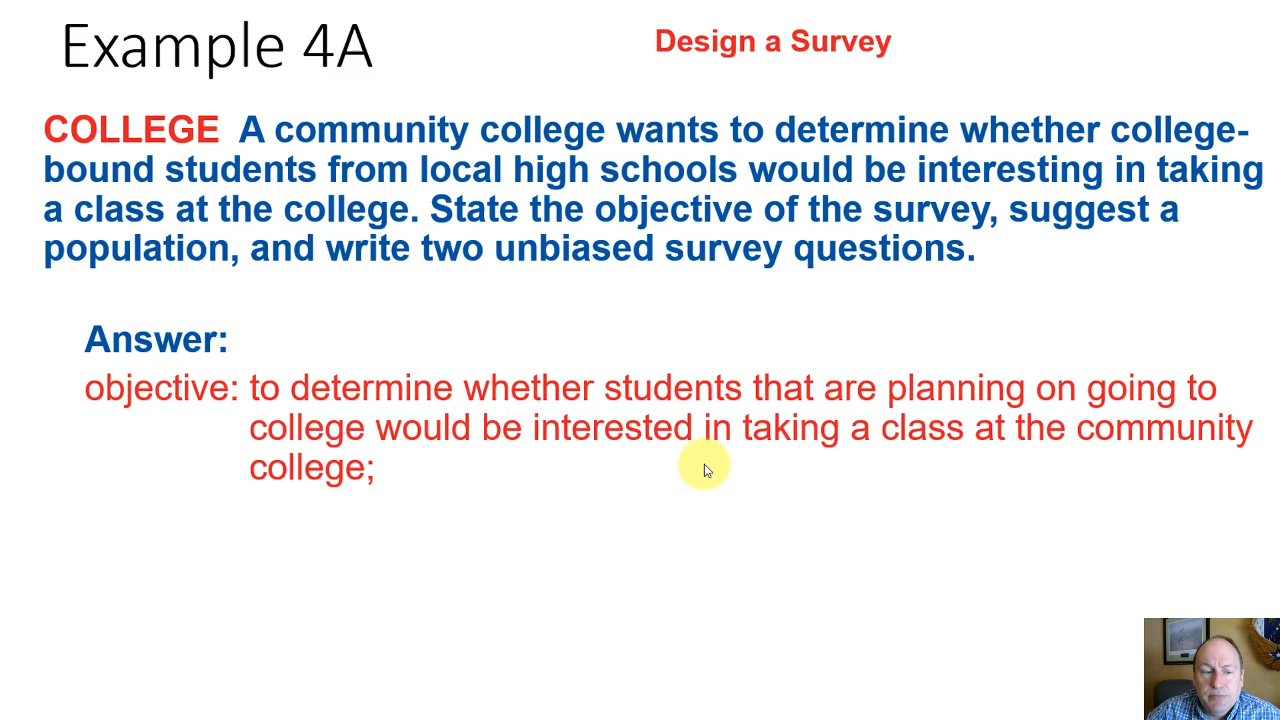 Example 4A
Design a Survey
COLLEGE A community college wants to determine whether college-
bound students from local high schools would be interesting in taking
a class at the college. State the objective of the survey, suggest a
population, and write two unbiased survey questions.
Answer:
objective: to determine whether students that are planning on going to
college would be interested in taking a class at the community
college;